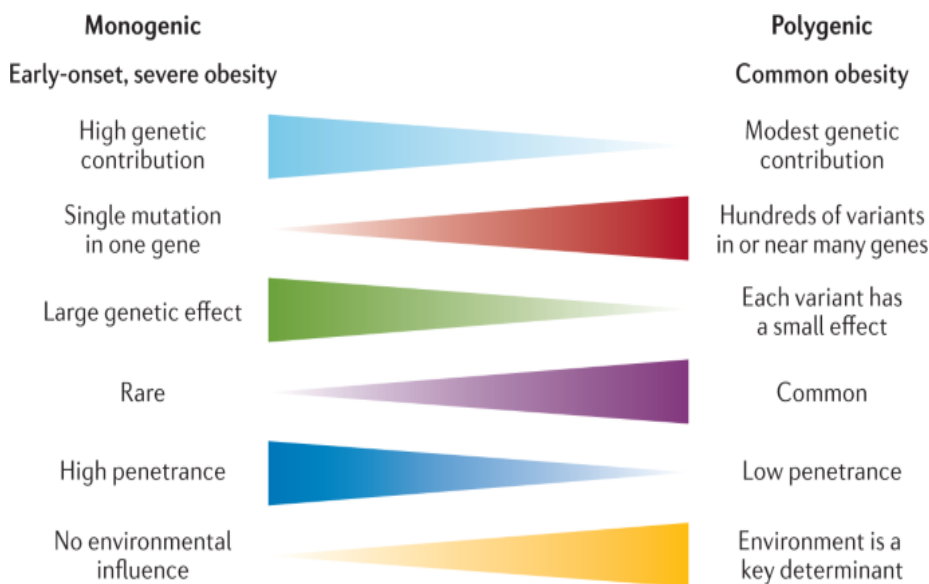 Monogenic
Polygenic
Early-onset, severe obesity
Common obesity
High genetic
contribution
Modest genetic
contribution
Single mutation
in one gene
Hundreds of variants
in or near many genes
Large genetic effect
Each variant has
a small effect
Rare
Common
High penetrance
Low penetrance
No environmental
influence
Environment is a
key determinant